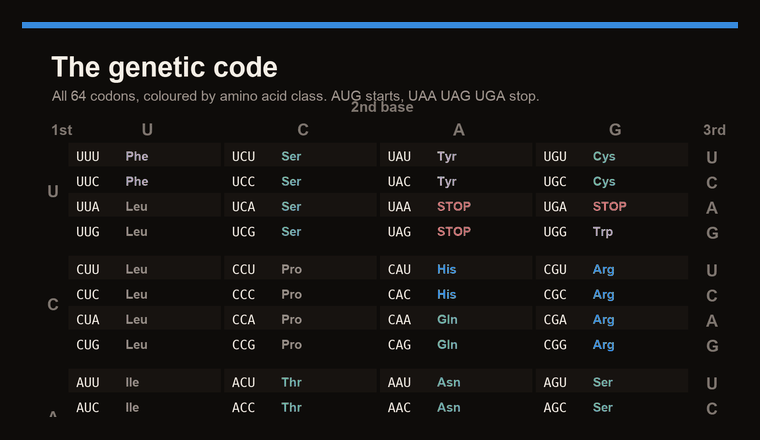 The genetic code
All 64 codons, coloured by amino acid class. AUG starts, UAA UAG UGA stop.
2nd base
1st U C A G 3rd
UUU Phe UCU Ser UAU Tyr UGU Cys U
UUC Phe UCC Ser UAC Tyr UGC Cys C
U
UUA Leu UCA Ser UAA STOP UGA STOP A
UUG Leu UCG Ser UAG STOP UGG Trp G
CUU Leu CCU Pro CAU His CGU Arg U
CUC Leu CCC Pro CAC His CGC Arg C
C
CUA Leu CCA Pro CAA Gln CGA Arg A
CUG Leu CCG Pro CAG Gln CGG Arg G
AUU Ile ACU Thr AAU Asn AGU Ser U
AUC Ile ACC Thr AAC Asn AGC Ser C